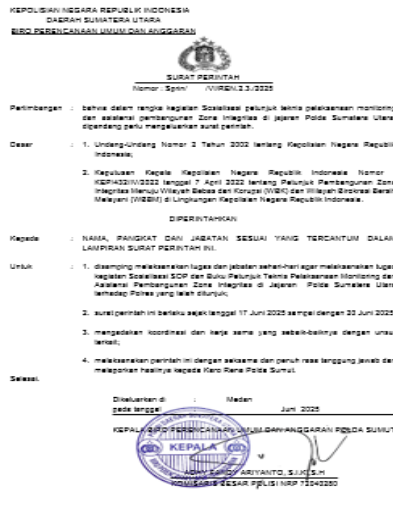 KEPOLISIAN NEGARA REPUBLIK INDONESIA
DAERAH SUMATERA UTARA
BIRO PERENCANAAN UMUM DAN ANGGARAN
SURAT PERINTAH
Nomor : Sprin/ /VI/REN.2.3./2025
Pertimbangan : bahwa dalam rangka kegiatan Sosialisasi petunjuk teknis pelaksanaan monitoring
dan asistensi pembangunan Zona Integritas di jajaran Polda Sumatera Utara
dipandang perlu mengeluarkan surat perintah.
Dasar : 1. Undang-Undang Nomor 2 Tahun 2002 tentang Kepolisian Negara Republik
Indonesia;
2. Keputusan Kepala Kepolisian Negara Republik Indonesia Nomor
tanggal 7 April 2022 tentang Petunjuk Pembangunan Zona
Integritas Menuju Wilayah Bebas dari Korupsi (WBK) dan Wilayah Birokrasi Bersih
Melayani (WBBM) di Lingkungan Kepolisian Negara Republik Indonesia.
DIPERINTAHKAN
Kepada : NAMA, PANGKAT DAN JABATAN SESUAI YANG TERCANTUM DALAM
LAMPIRAN SURAT PERINTAH INI.
Untuk : 1. disamping melaksanakan tugas dan jabatan sehari-hari agar melaksanakan tugas
kegiatan Sosialisasi SOP dan Buku Petunjuk Teknis Pelaksanaan Monitoring dan
Asistensi Pembangunan Zona Integritas di Jajaran Polda Sumatera Utara
terhadap Polres yang telah ditunjuk;
2. surat perintah ini berlaku sejak tanggal 17 Juni 2025 sampai dengan 20 Juni 2025
3. mengadakan koordinasi dan kerja sama yang sebaik-baiknya dengan unsur
terkait;
4. melaksanakan perintah ini dengan seksama dan penuh rasa tanggung jawab dan
melaporkan hasilnya kepada Karo Rena Polda Sumut.
Selesai.
Dikeluarkan di : Medan
pada tanggal Juni 2025
KEPALA BIRO PERENCANAAN UMUM DAN ANGGARAN POLDA SUMUT
KEPALA
ARIYANTO, S.I.K., S.H
KOMISARIS BESAR POLISI NRP